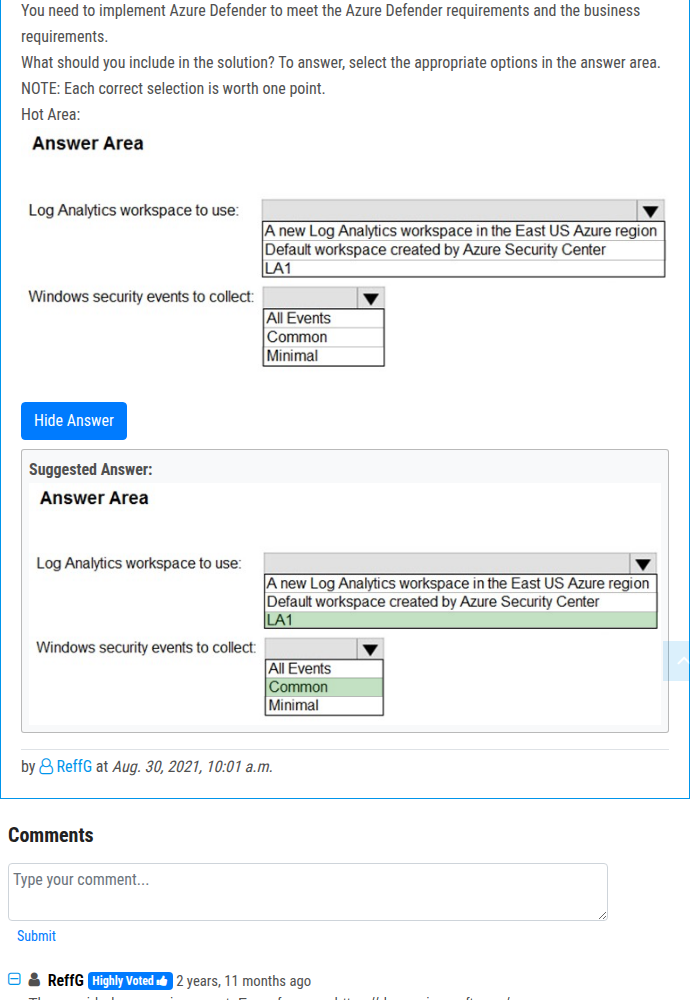 You need to implement Azure Defender to meet the Azure Defender requirements and the business
requirements.
What should you include in the solution? To answer, select the appropriate options in the answer area.
NOTE: Each correct selection is worth one point.
Hot Area:
Answer Area
Log Analytics workspace to use:
A new Log Analytics workspace in the East US Azure region
Default workspace created by Azure Security Center
LA1
Windows security events to collect:
All Events
Common
Minimal
Hide Answer
Suggested Answer:
Answer Area
Log Analytics workspace to use:
A new Log Analytics workspace in the East US Azure region
Default workspace created by Azure Security Center
LA1
Windows security events to collect:
All Events
Common
Minimal
by ReffG at Aug. 30, 2021, 10:01 a.m.
Comments
Type your comment...
Submit
ReffG Highly Voted 2 years, 11 months ago